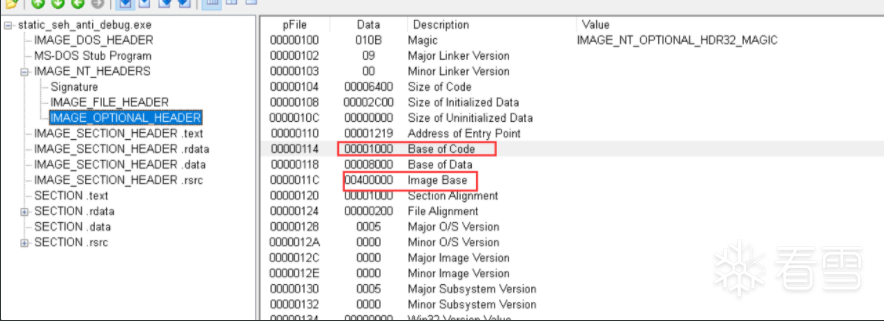 static_seh_anti_debug.exe
IMAGE_DOS_HEADER
MS-DOS Stub Program
IMAGE_NT_HEADERS
Signature
IMAGE_FILE_HEADER
IMAGE_OPTIONAL_HEADER
IMAGE_SECTION_HEADER .text
IMAGE_SECTION_HEADER .rdata
IMAGE_SECTION_HEADER .data
IMAGE_SECTION_HEADER .rsrc
SECTION .text
SECTION .rdata
SECTION .data
SECTION .rsrc
pFile Data Description Value
00000100 010B Magic IMAGE_NT_OPTIONAL_HDR32_MAGIC
00000102 09 Major Linker Version
00000103 00 Minor Linker Version
00000104 00006400 Size of Code
00000108 00002C00 Size of Initialized Data
0000010C 00000000 Size of Uninitialized Data
00000110 00001219 Address of Entry Point
00000114 00001000 Base of Code
00000118 00008000 Base of Data
0000011C 00400000 Image Base
00000120 00001000 Section Alignment
00000124 00000200 File Alignment
00000128 0005 Major O/S Version
0000012A 0000 Minor O/S Version
0000012C 0000 Major Image Version
0000012E 0000 Minor Image Version
00000130 0005 Major Subsystem Version
00000132 0000 Minor Subsystem Version
00000134 00000000 Win32 Version Value
看雪